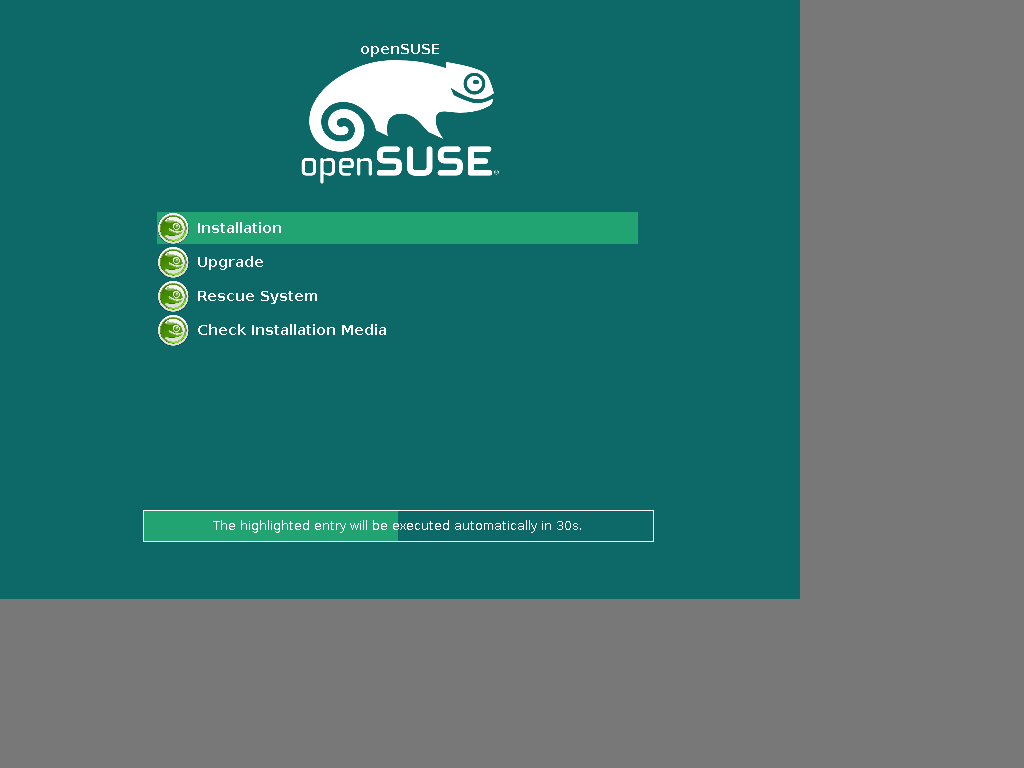 openSUSE
openSUSE®
Installation
Upgrade
Rescue System
Check Installation Media
The highlighted entry will be executed automatically in 30s.